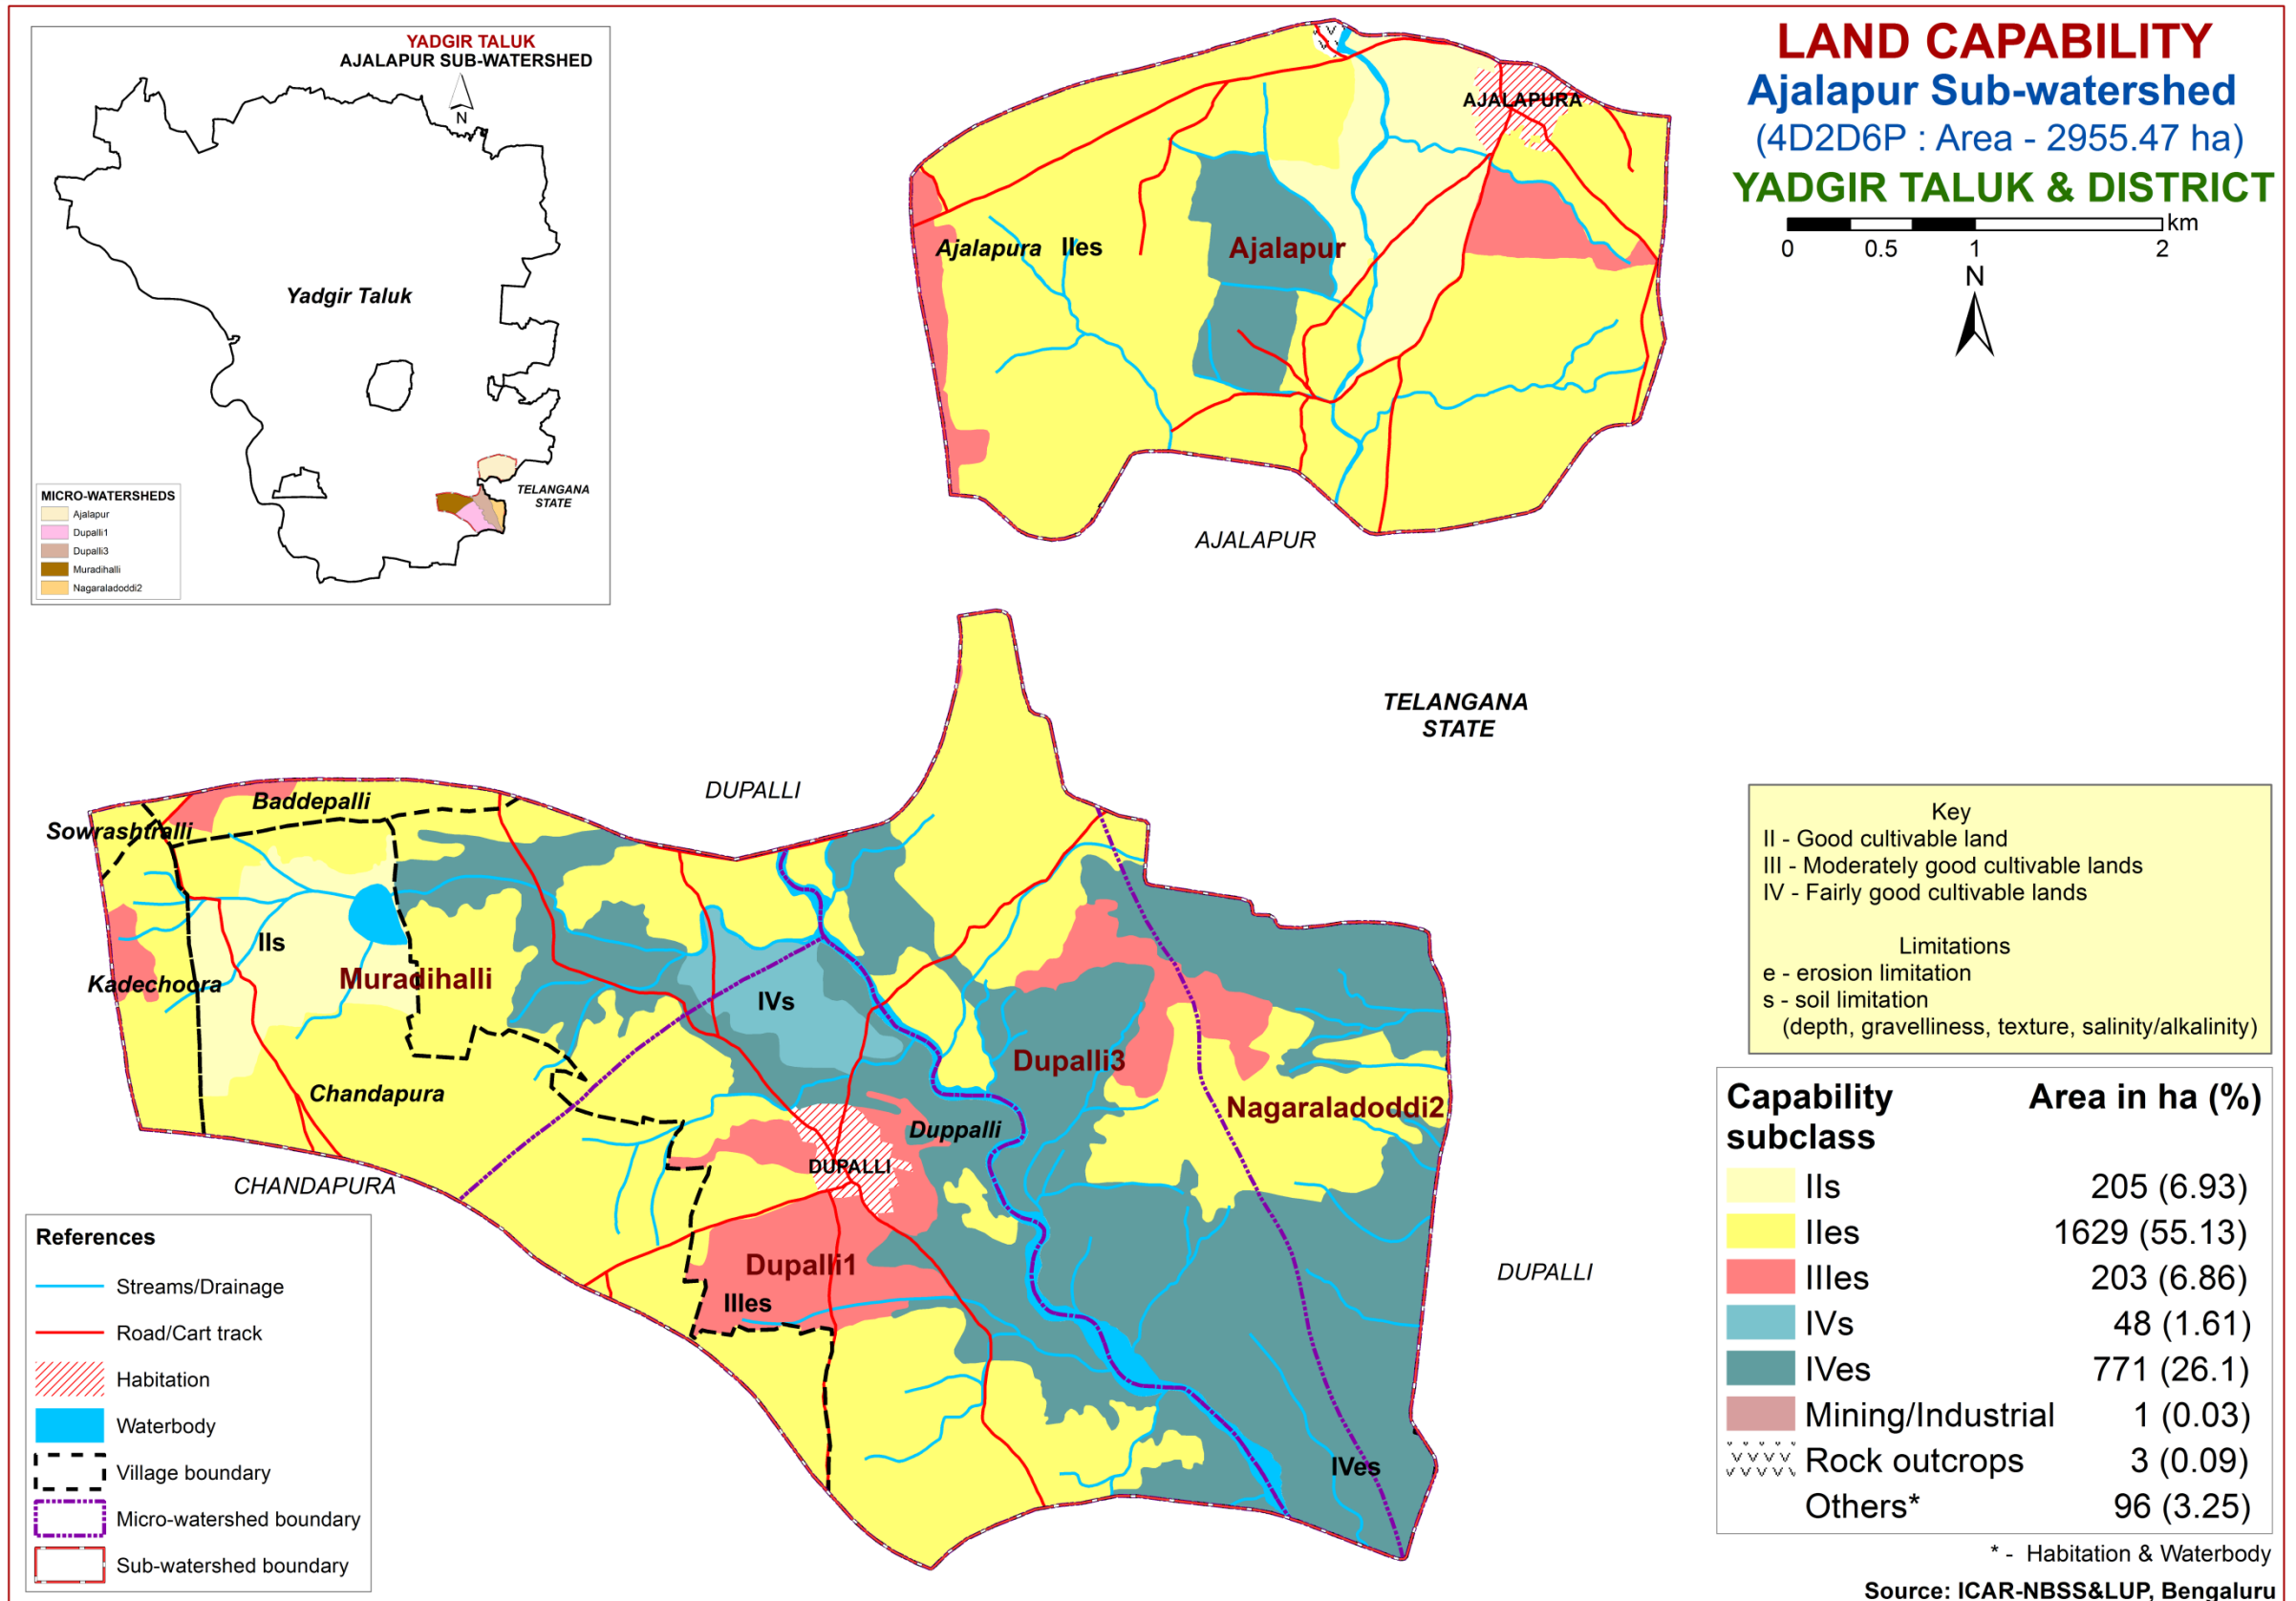 LAND CAPABILITY
Ajalapur Sub-watershed
(4D2D6P : Area - 2955.47 ha)
YADGIR TALUK & DISTRICT
km
0 0.5 1 2
N
YADGIR TALUK
AJALAPUR SUB-WATERSHED
N
Yadgir Taluk
TELANGANA
STATE
MICRO-WATERSHEDS
Ajalapur
Dupalli1
Dupalli3
Muradihalli
Nagaraladoddi2
AJALAPURA
Ajalapura
IIes
Ajalapur
AJALAPUR
TELANGANA
STATE
DUPALLI
Baddepalli
Sowrashtralli
IIs
Muradihalli
Kadechoora
IVs
Dupalli3
Chandapura
Nagaraladoddi2
Duppalli
DUPALLI
CHANDAPURA
Dupalli1
IIIes
DUPALLI
IVes
Key
II - Good cultivable land
III - Moderately good cultivable lands
IV - Fairly good cultivable lands
Limitations
e - erosion limitation
s - soil limitation
(depth, gravelliness, texture, salinity/alkalinity)
Capability subclass Area in ha (%)
IIs 205 (6.93)
IIes 1629 (55.13)
IIIes 203 (6.86)
IVs 48 (1.61)
IVes 771 (26.1)
Mining/Industrial 1 (0.03)
Rock outcrops 3 (0.09)
Others* 96 (3.25)
* - Habitation & Waterbody
Source: ICAR-NBSS&LUP, Bengaluru
References
Streams/Drainage
Road/Cart track
Habitation
Waterbody
Village boundary
Micro-watershed boundary
Sub-watershed boundary